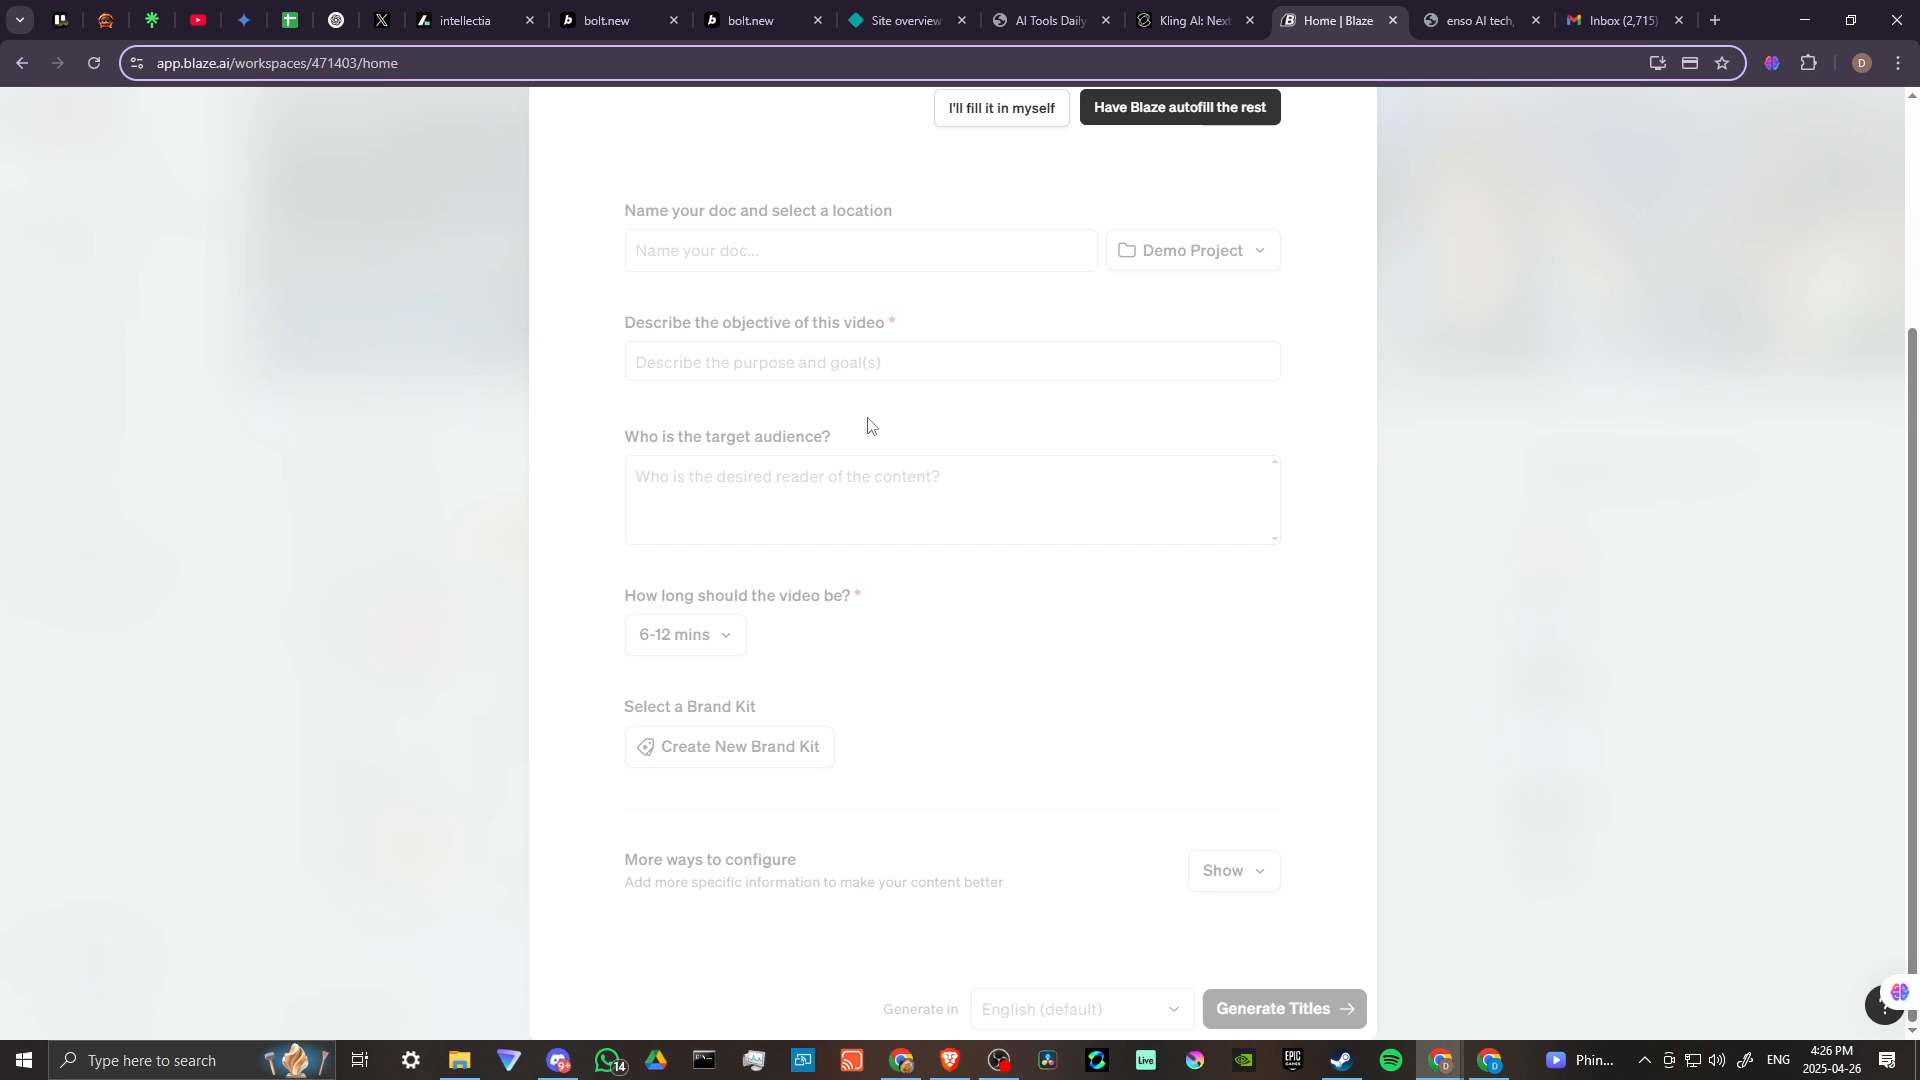 intellectia
bolt.new
bolt.new
Site overview
AI Tools Daily
Kling AI: Next
Home | Blaze
enso AI tech,
Inbox (2,715)
app.blaze.ai/workspaces/471403/home
D
I'll fill it in myself
Have Blaze autofill the rest
Name your doc and select a location
Name your doc...
Demo Project
Describe the objective of this video *
Describe the purpose and goal(s)
Who is the target audience?
Who is the desired reader of the content?
How long should the video be? *
6-12 mins
Select a Brand Kit
Create New Brand Kit
More ways to configure
Add more specific information to make your content better
Show
Generate in
English (default)
Generate Titles
Type here to search
9+
14
Live
EPIC GAMES
D
D
Phin...
ENG
4:26 PM
2025-04-26